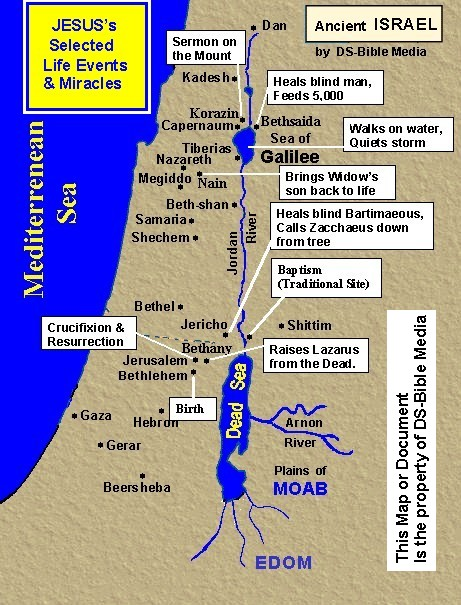 JESUS's
Selected
Life Events
& Miracles
Ancient ISRAEL
by DS-Bible Media
Dan
Sermon on
the Mount
Kadesh
Heals blind man,
Feeds 5,000
Korazin
Capernaum
Bethsaida
Sea of
Galilee
Walks on water,
Quiets storm
Tiberias
Nazareth
Megiddo
Nain
Brings Widow's
son back to life
Mediterrenean
Sea
Beth-shan
Samaria
Shechem
Jordan
River
Heals blind Bartimaeous,
Calls Zacchaeus down
from tree
Baptism
(Traditional Site)
Bethel
Jericho
Shittim
Crucifixion &
Resurrection
Bethany
Jerusalem
Bethlehem
Raises Lazarus
from the Dead.
Birth
Dead Sea
Gaza
Hebron
Gerar
Beersheba
Arnon
River
Plains of
MOAB
EDOM
This Map or Document
Is the property of DS-Bible Media